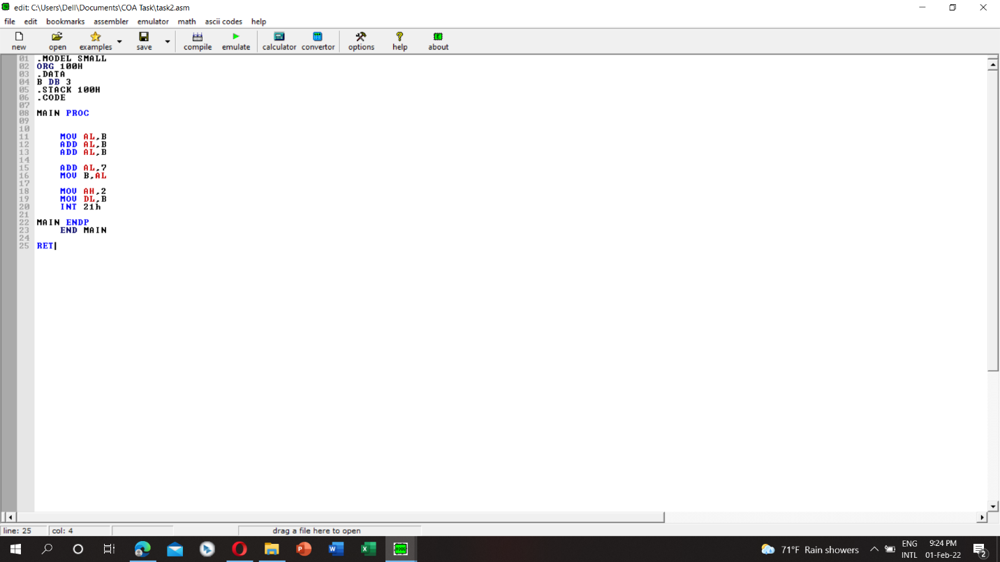 edit: C:\Users\Dell\Documents\COA Task\task2.asm
file edit bookmarks assembler emulator math ascii codes help
new open examples save compile emulate calculator convertor options help about
01 .MODEL SMALL
02 ORG 100H
03 .DATA
04 B DB 3
05 .STACK 100H
06 .CODE
07
08 MAIN PROC
09
10
11 MOV AL,B
12 ADD AL,B
13 ADD AL,B
14
15 ADD AL,7
16 MOV B,AL
17
18 MOV AH,2
19 MOV DL,B
20 INT 21h
21
22 MAIN ENDP
23 END MAIN
24
25 RET
line: 25 col: 4 drag a file here to open
71°F Rain showers ENG 9:24 PM
INTL 01-Feb-22 2